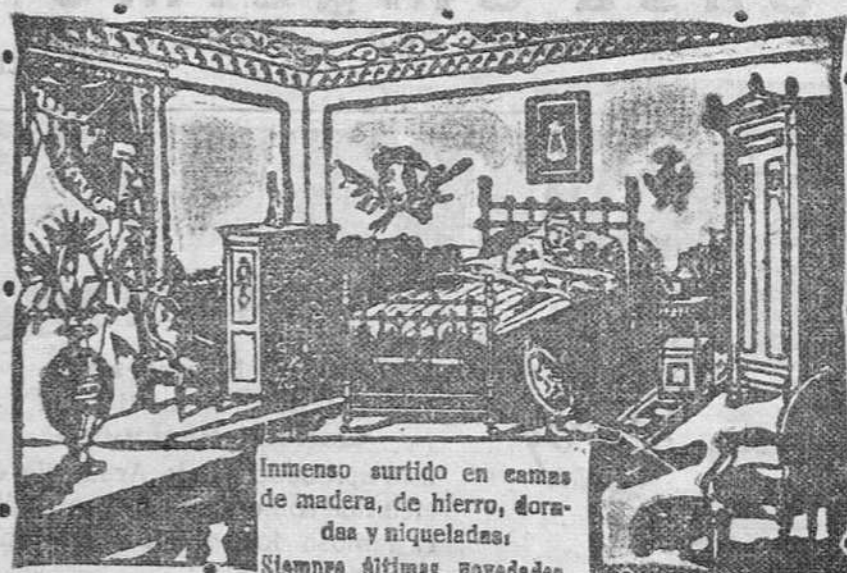 Inmenso surtido en camas
de madera, de hierro, dora-
das y niqueladas,
Siempre últimas novedades